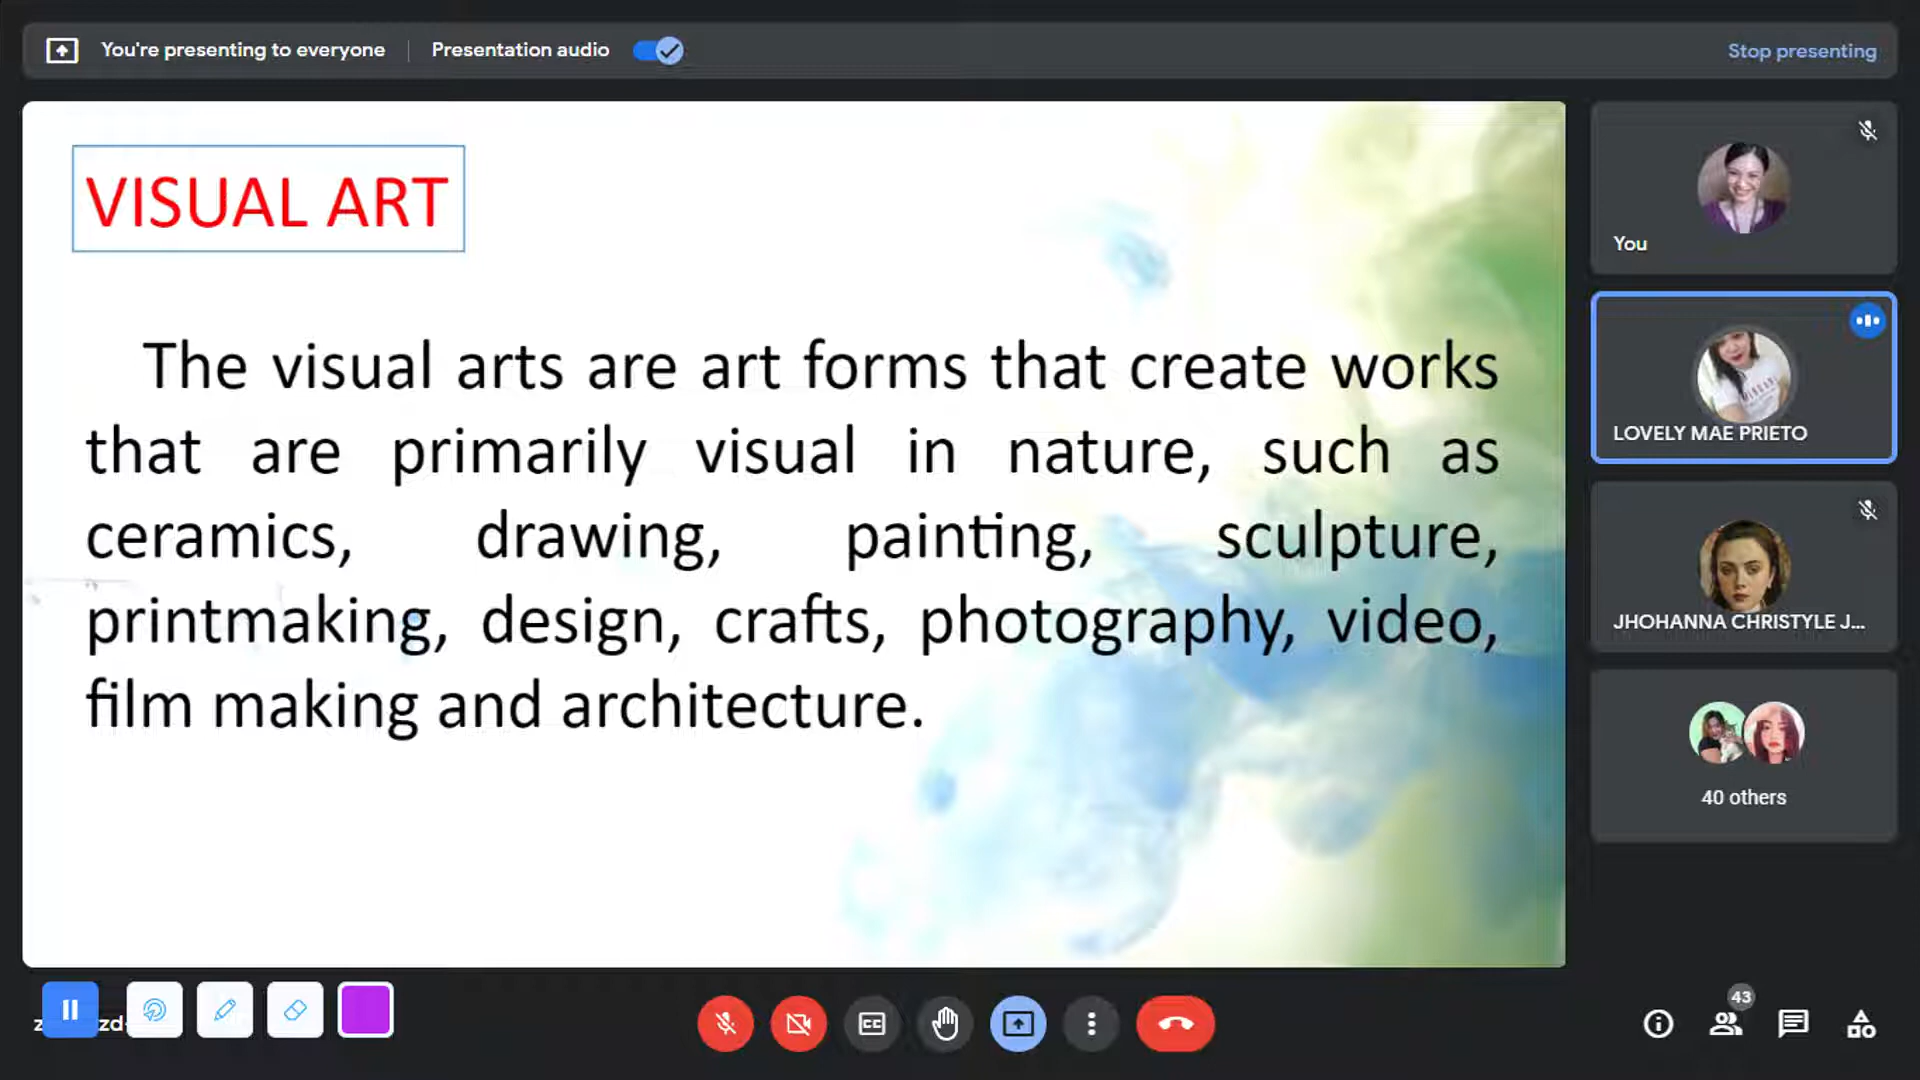 You're presenting to everyone
Presentation audio
Stop presenting
VISUAL ART
The visual arts are art forms that create works
that are primarily visual in nature, such as
ceramics, drawing, painting, sculpture,
printmaking, design, crafts, photography, video,
film making and architecture.
You
LOVELY MAE PRIETO
JHOHANNA CHRISTYLE J...
40 others
CC
43